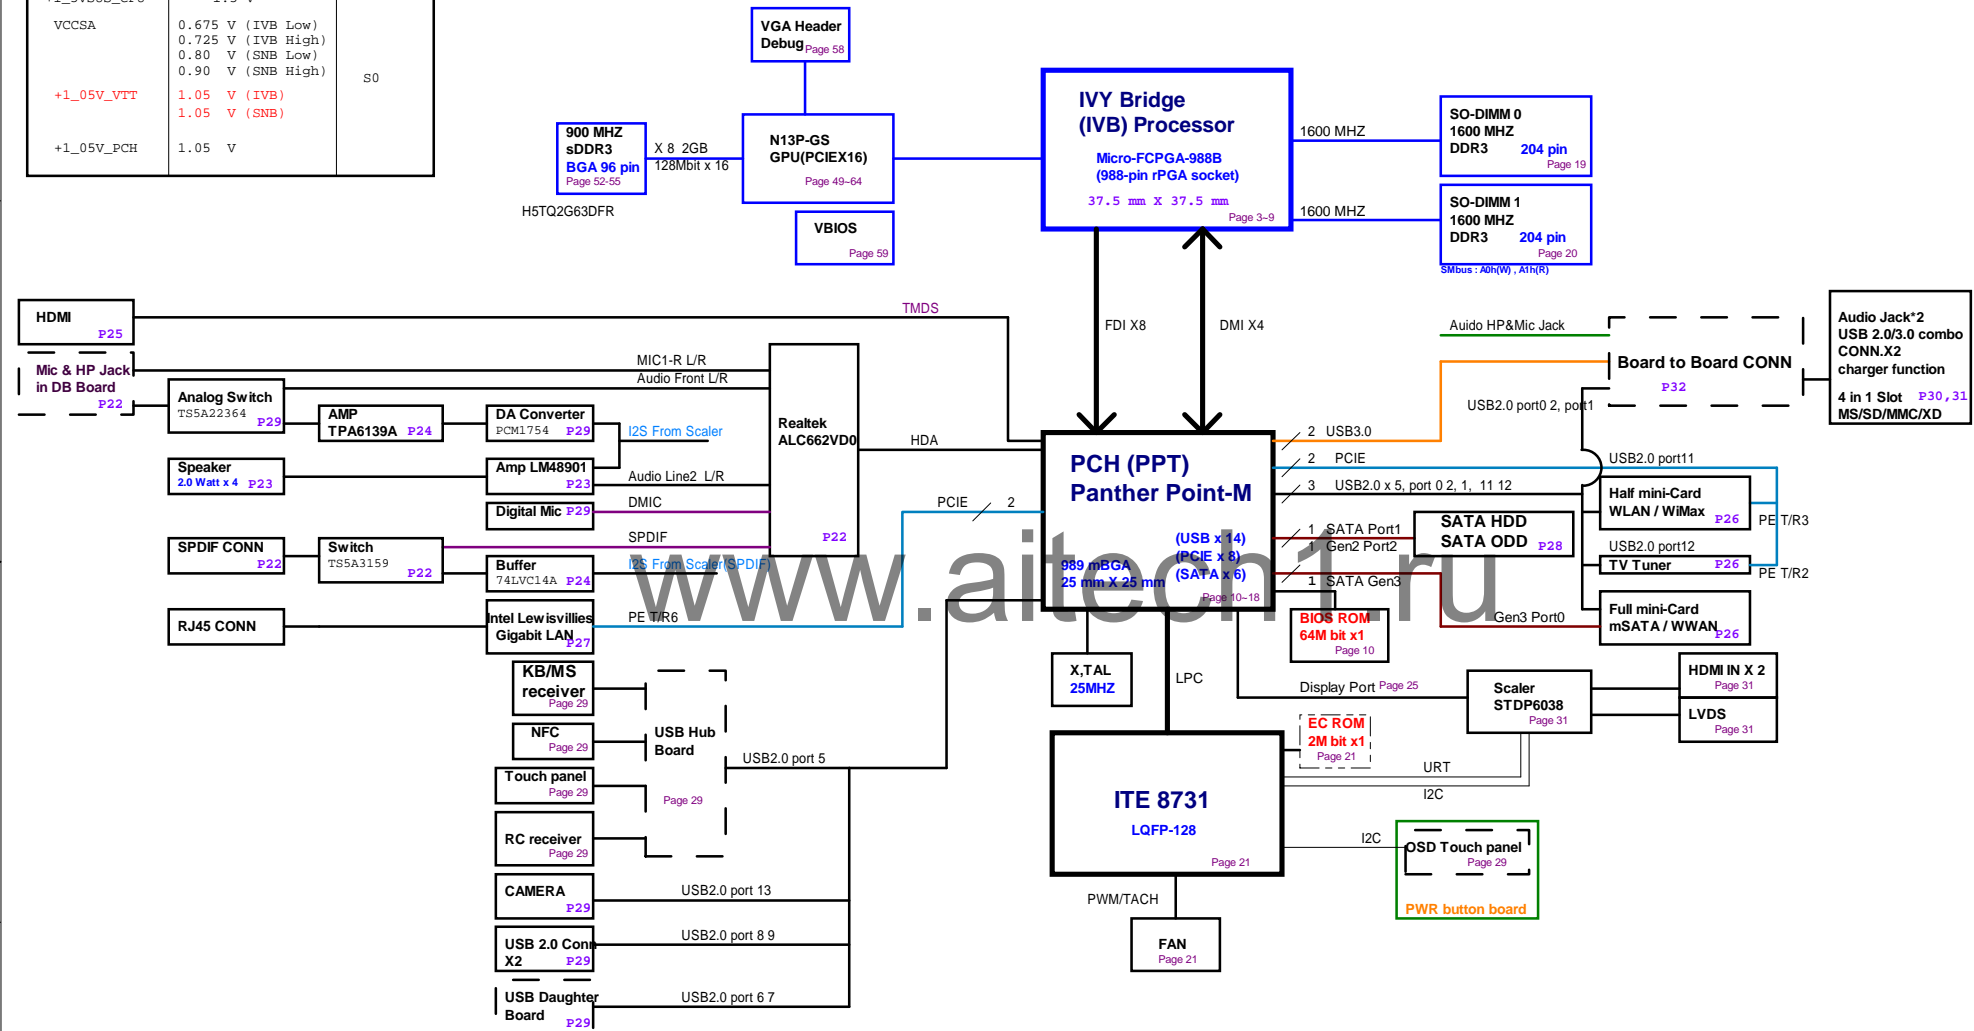 VCCSA
0.675 V (IVB Low)
0.725 V (IVB High)
0.80 V (SNB Low)
0.90 V (SNB High)
S0
+1_05V_VTT
1.05 V (IVB)
1.05 V (SNB)
+1_05V_PCH
1.05 V
VGA Header
Debug Page 58
900 MHZ
sDDR3
BGA 96 pin
Page 52-55
H5TQ2G63DFR
X 8 2GB
128Mbit x 16
N13P-GS
GPU(PCIEX16)
Page 49~64
VBIOS
Page 59
IVY Bridge
(IVB) Processor
Micro-FCPGA-988B
(988-pin rPGA socket)
37.5 mm X 37.5 mm
Page 3~9
1600 MHZ
1600 MHZ
SO-DIMM 0
1600 MHZ
DDR3 204 pin
Page 19
SO-DIMM 1
1600 MHZ
DDR3 204 pin
Page 20
SMbus : A0h(W) , A1h(R)
FDI X8
DMI X4
HDMI
P25
TMDS
Mic & HP Jack
in DB Board
P22
MIC1-R L/R
Audio Front L/R
Analog Switch
TS5A22364
P29
AMP
TPA6139A P24
DA Converter
PCM1754 P29
I2S From Scaler
Speaker
2.0 Watt x 4 P23
Amp LM48901
P23
Audio Line2 L/R
Digital Mic P29
DMIC
Realtek
ALC662VD0
P22
HDA
SPDIF CONN
P22
Switch
TS5A3159 P22
SPDIF
Buffer
74LVC14A P24
I2S From Scaler(SPDIF)
RJ45 CONN
Intel Lewisvillies
Gigabit LAN
P27
PE T/R6
PCIE 2
PCH (PPT)
Panther Point-M
(USB x 14)
(PCIE x 8)
(SATA x 6)
989 mBGA
25 mm X 25 mm
Page 10~18
www.aitech1.ru
Auido HP&Mic Jack
Board to Board CONN
P32
Audio Jack*2
USB 2.0/3.0 combo
CONN.X2
charger function
4 in 1 Slot P30,31
MS/SD/MMC/XD
USB2.0 port0 2, port1
2 USB3.0
2 PCIE
3 USB2.0 x 5, port 0 2, 1, 11 12
USB2.0 port11
Half mini-Card
WLAN / WiMax
P26
PE T/R3
USB2.0 port12
TV Tuner P26
PE T/R2
Full mini-Card
mSATA / WWAN
P26
1 SATA Port1
1 Gen2 Port2
SATA HDD
SATA ODD P28
1 SATA Gen3
Gen3 Port0
BIOS ROM
64M bit x1
Page 10
X,TAL
25MHZ
LPC
Display Port Page 25
Scaler
STDP6038
Page 31
HDMI IN X 2
Page 31
LVDS
Page 31
EC ROM
2M bit x1
Page 21
URT
I2C
ITE 8731
LQFP-128
Page 21
I2C
OSD Touch panel
Page 29
PWR button board
PWM/TACH
FAN
Page 21
KB/MS
receiver
Page 29
NFC
Page 29
Touch panel
Page 29
RC receiver
Page 29
USB Hub
Board
Page 29
USB2.0 port 5
CAMERA
P29
USB2.0 port 13
USB 2.0 Conn
X2 P29
USB2.0 port 8 9
USB Daughter
Board
P29
USB2.0 port 6 7